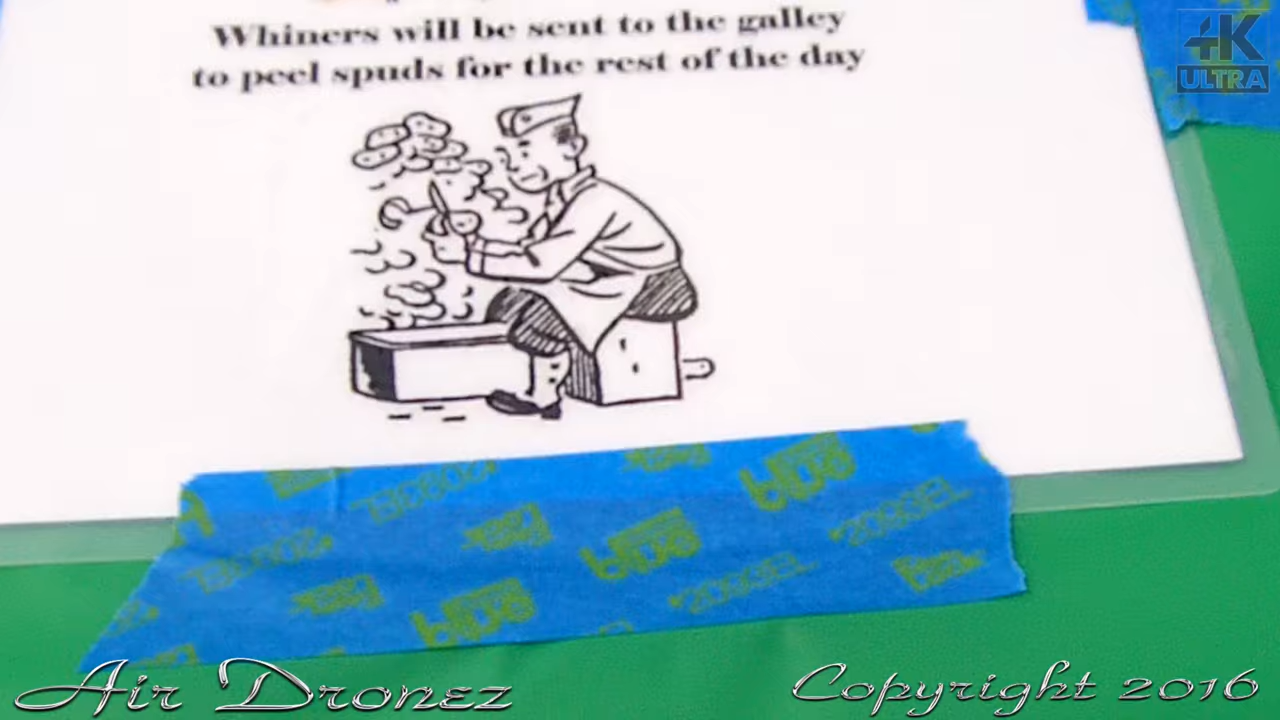 Whiners will be sent to the galley
to peel spuds for the rest of the day
4K
ULTRA
Air Dronez
Copyright 2016